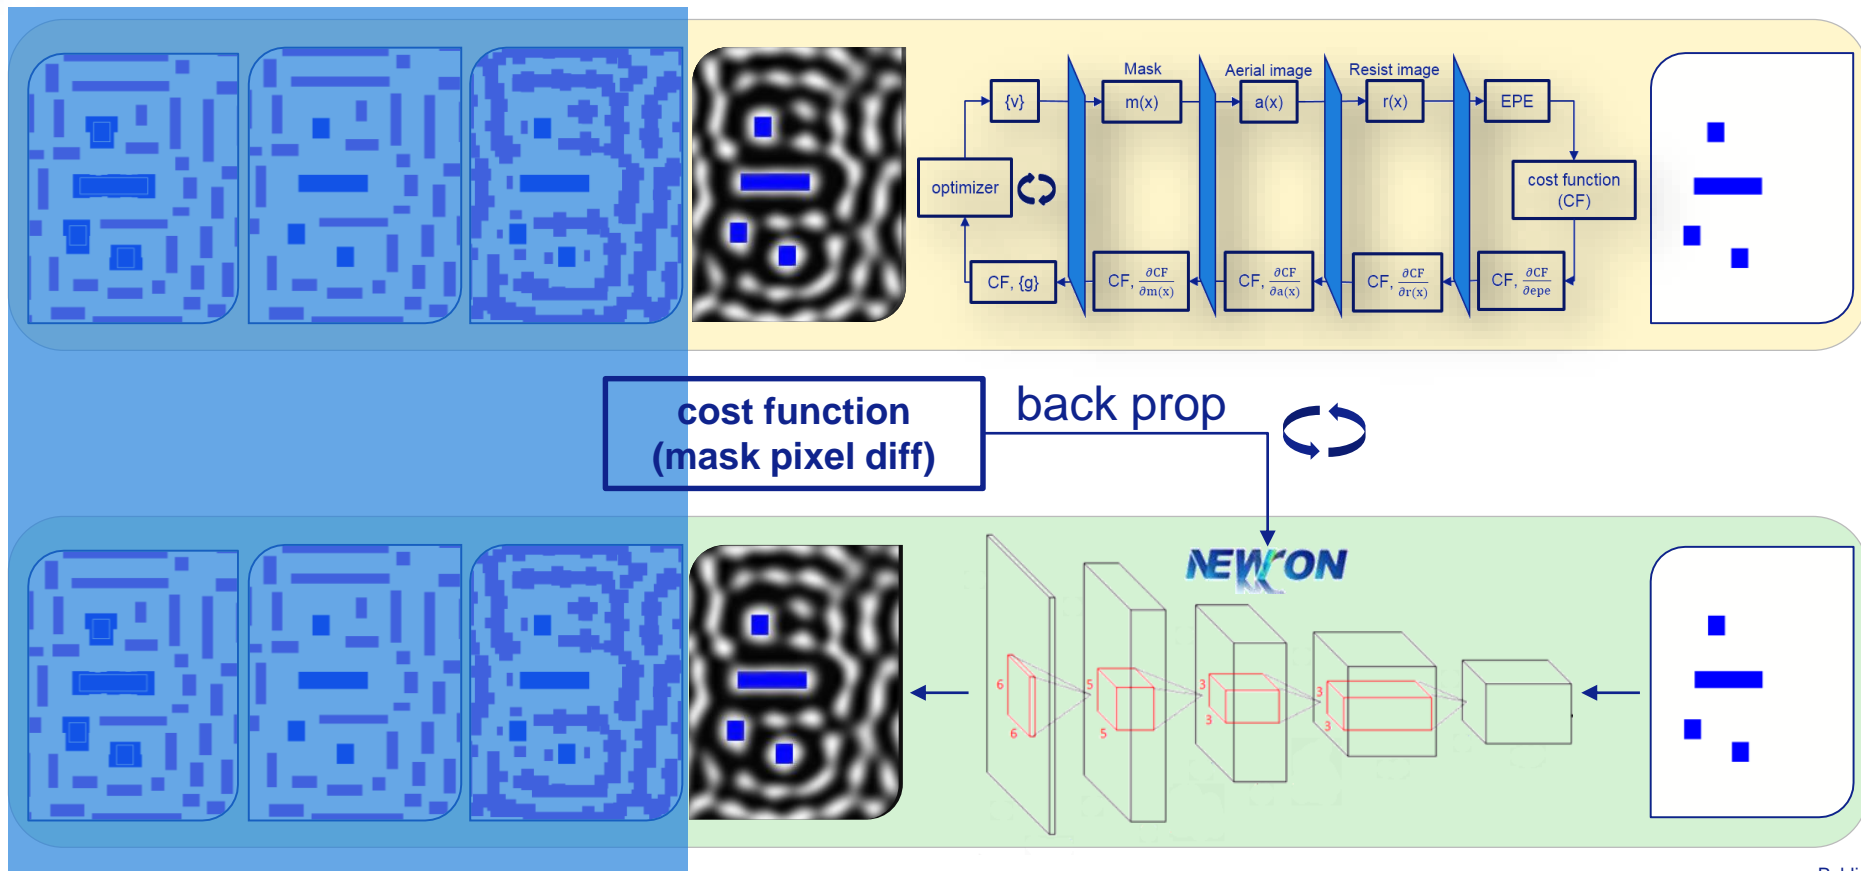 Mask
Aerial image
Resist image
{v}
m(x)
a(x)
r(x)
EPE
optimizer
cost function
(CF)
CF, {g}
CF, ∂CF/∂m(x)
CF, ∂CF/∂a(x)
CF, ∂CF/∂r(x)
CF, ∂CF/∂epe
cost function
(mask pixel diff)
back prop
NEWRON
6
6
5
5
3
3
3
3